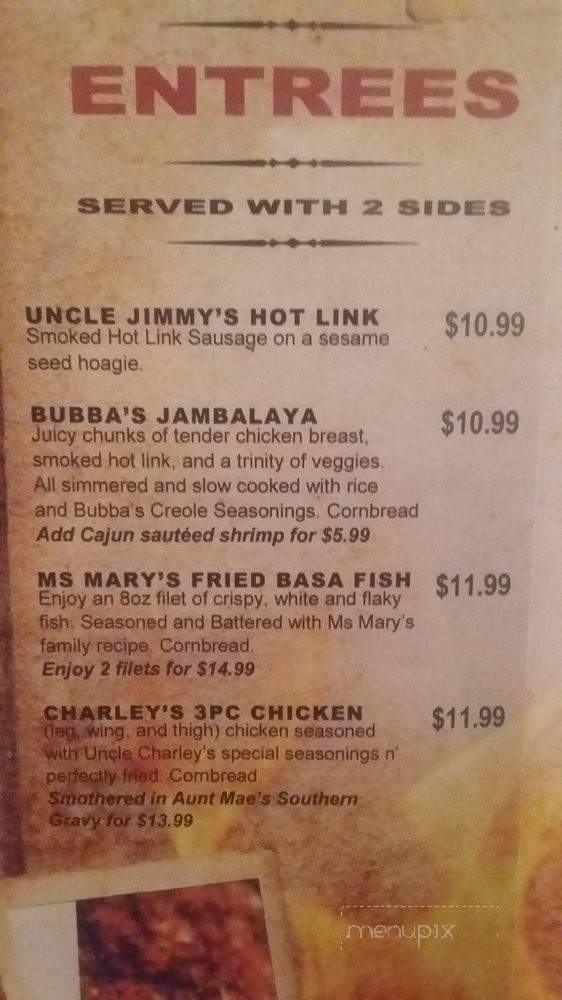 ENTREES
SERVED WITH 2 SIDES
UNCLE JIMMY'S HOT LINK $10.99
Smoked Hot Link Sausage on a sesame
seed hoagie.
BUBBA'S JAMBALAYA $10.99
Juicy chunks of tender chicken breast,
smoked hot link, and a trinity of veggies.
All simmered and slow cooked with rice
and Bubba's Creole Seasonings. Cornbread
Add Cajun sautéed shrimp for $5.99
MS MARY'S FRIED BASA FISH $11.99
Enjoy an 8oz filet of crispy, white and flaky
fish. Seasoned and Battered with Ms Mary's
family recipe. Cornbread.
Enjoy 2 filets for $14.99
CHARLEY'S 3PC CHICKEN $11.99
(leg, wing, and thigh) chicken seasoned
with Uncle Charley's special seasonings n'
perfectly fried. Cornbread
Smothered in Aunt Mae's Southern
Gravy for $13.99
menupix